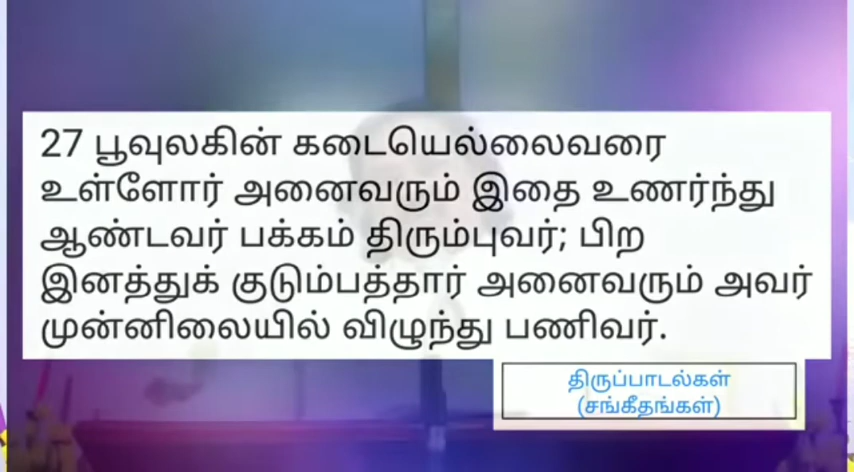 27 பூவுலகின் கடையெல்லைவரை
உள்ளோர் அனைவரும் இதை உணர்ந்து
ஆண்டவர் பக்கம் திரும்புவர்; பிற
இனத்துக் குடும்பத்தார் அனைவரும் அவர்
முன்னிலையில் விழுந்து பணிவர்.
திருப்பாடல்கள்
(சங்கீதங்கள்)